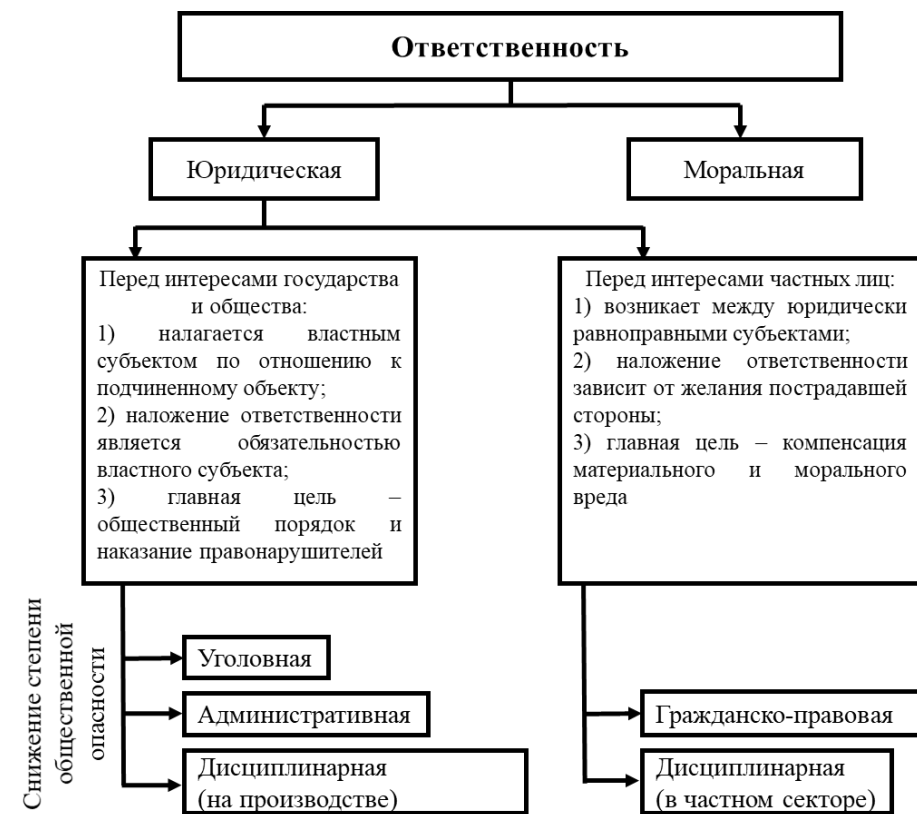 Ответственность
Юридическая
Моральная
Перед интересами государства
и общества:
1) налагается властным
субъектом по отношению к
подчиненному объекту;
2) наложение ответственности
является обязательностью
властного субъекта;
3) главная цель –
общественный порядок и
наказание правонарушителей
Перед интересами частных лиц:
1) возникает между юридически
равноправными субъектами;
2) наложение ответственности
зависит от желания пострадавшей
стороны;
3) главная цель – компенсация
материального и морального
вреда
Снижение степени
общественной
опасности
Уголовная
Административная
Дисциплинарная
(на производстве)
Гражданско-правовая
Дисциплинарная
(в частном секторе)